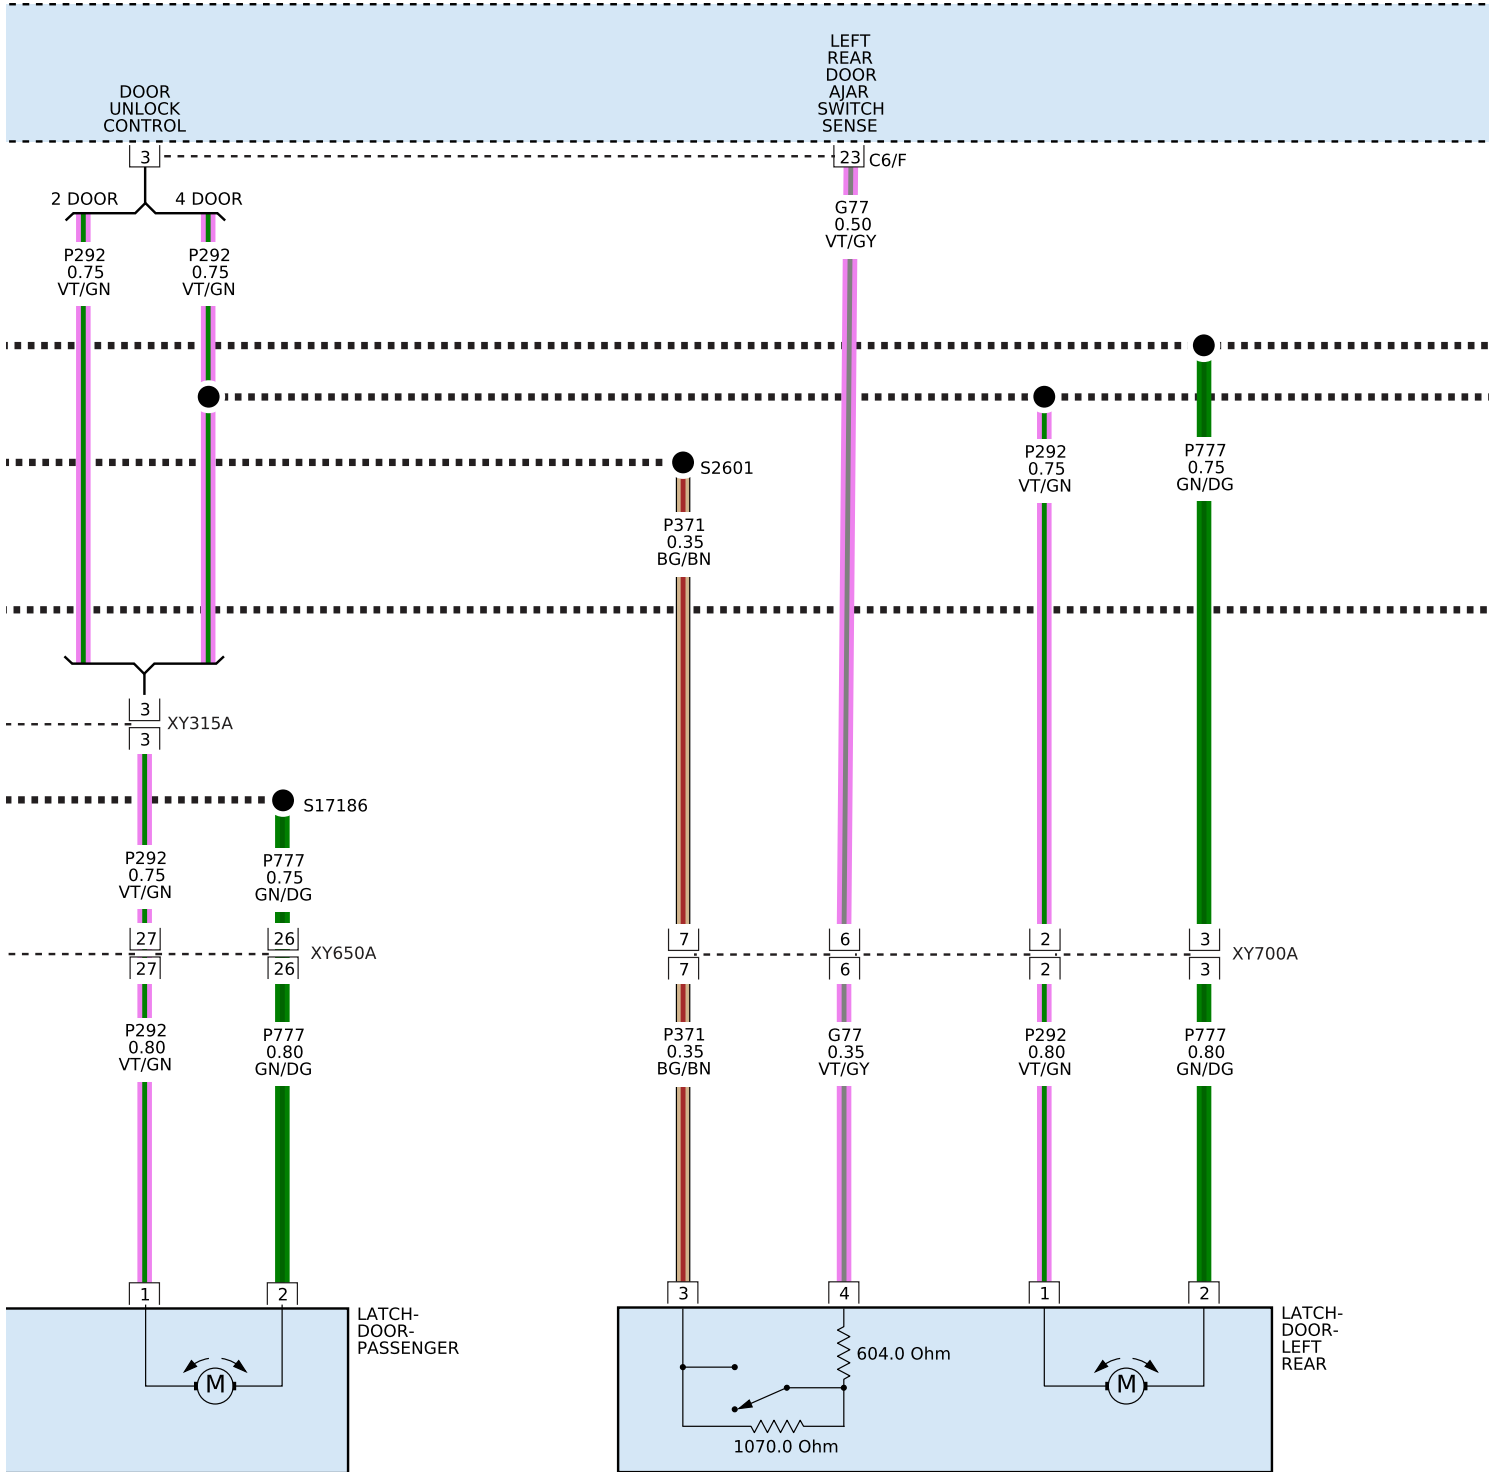 DOOR
UNLOCK
CONTROL
LEFT
REAR
DOOR
AJAR
SWITCH
SENSE
3
23
C6/F
2 DOOR
4 DOOR
G77
0.50
VT/GY
P292
0.75
VT/GN
P292
0.75
VT/GN
P292
0.75
VT/GN
P777
0.75
GN/DG
S2601
P371
0.35
BG/BN
3
XY315A
3
S17186
P292
0.75
VT/GN
P777
0.75
GN/DG
27
26
XY650A
27
26
7
6
2
3
XY700A
7
6
2
3
P292
0.80
VT/GN
P777
0.80
GN/DG
P371
0.35
BG/BN
G77
0.35
VT/GY
P292
0.80
VT/GN
P777
0.80
GN/DG
1
2
LATCH-
DOOR-
PASSENGER
M
3
4
1
2
LATCH-
DOOR-
LEFT
REAR
604.0 Ohm
1070.0 Ohm
M